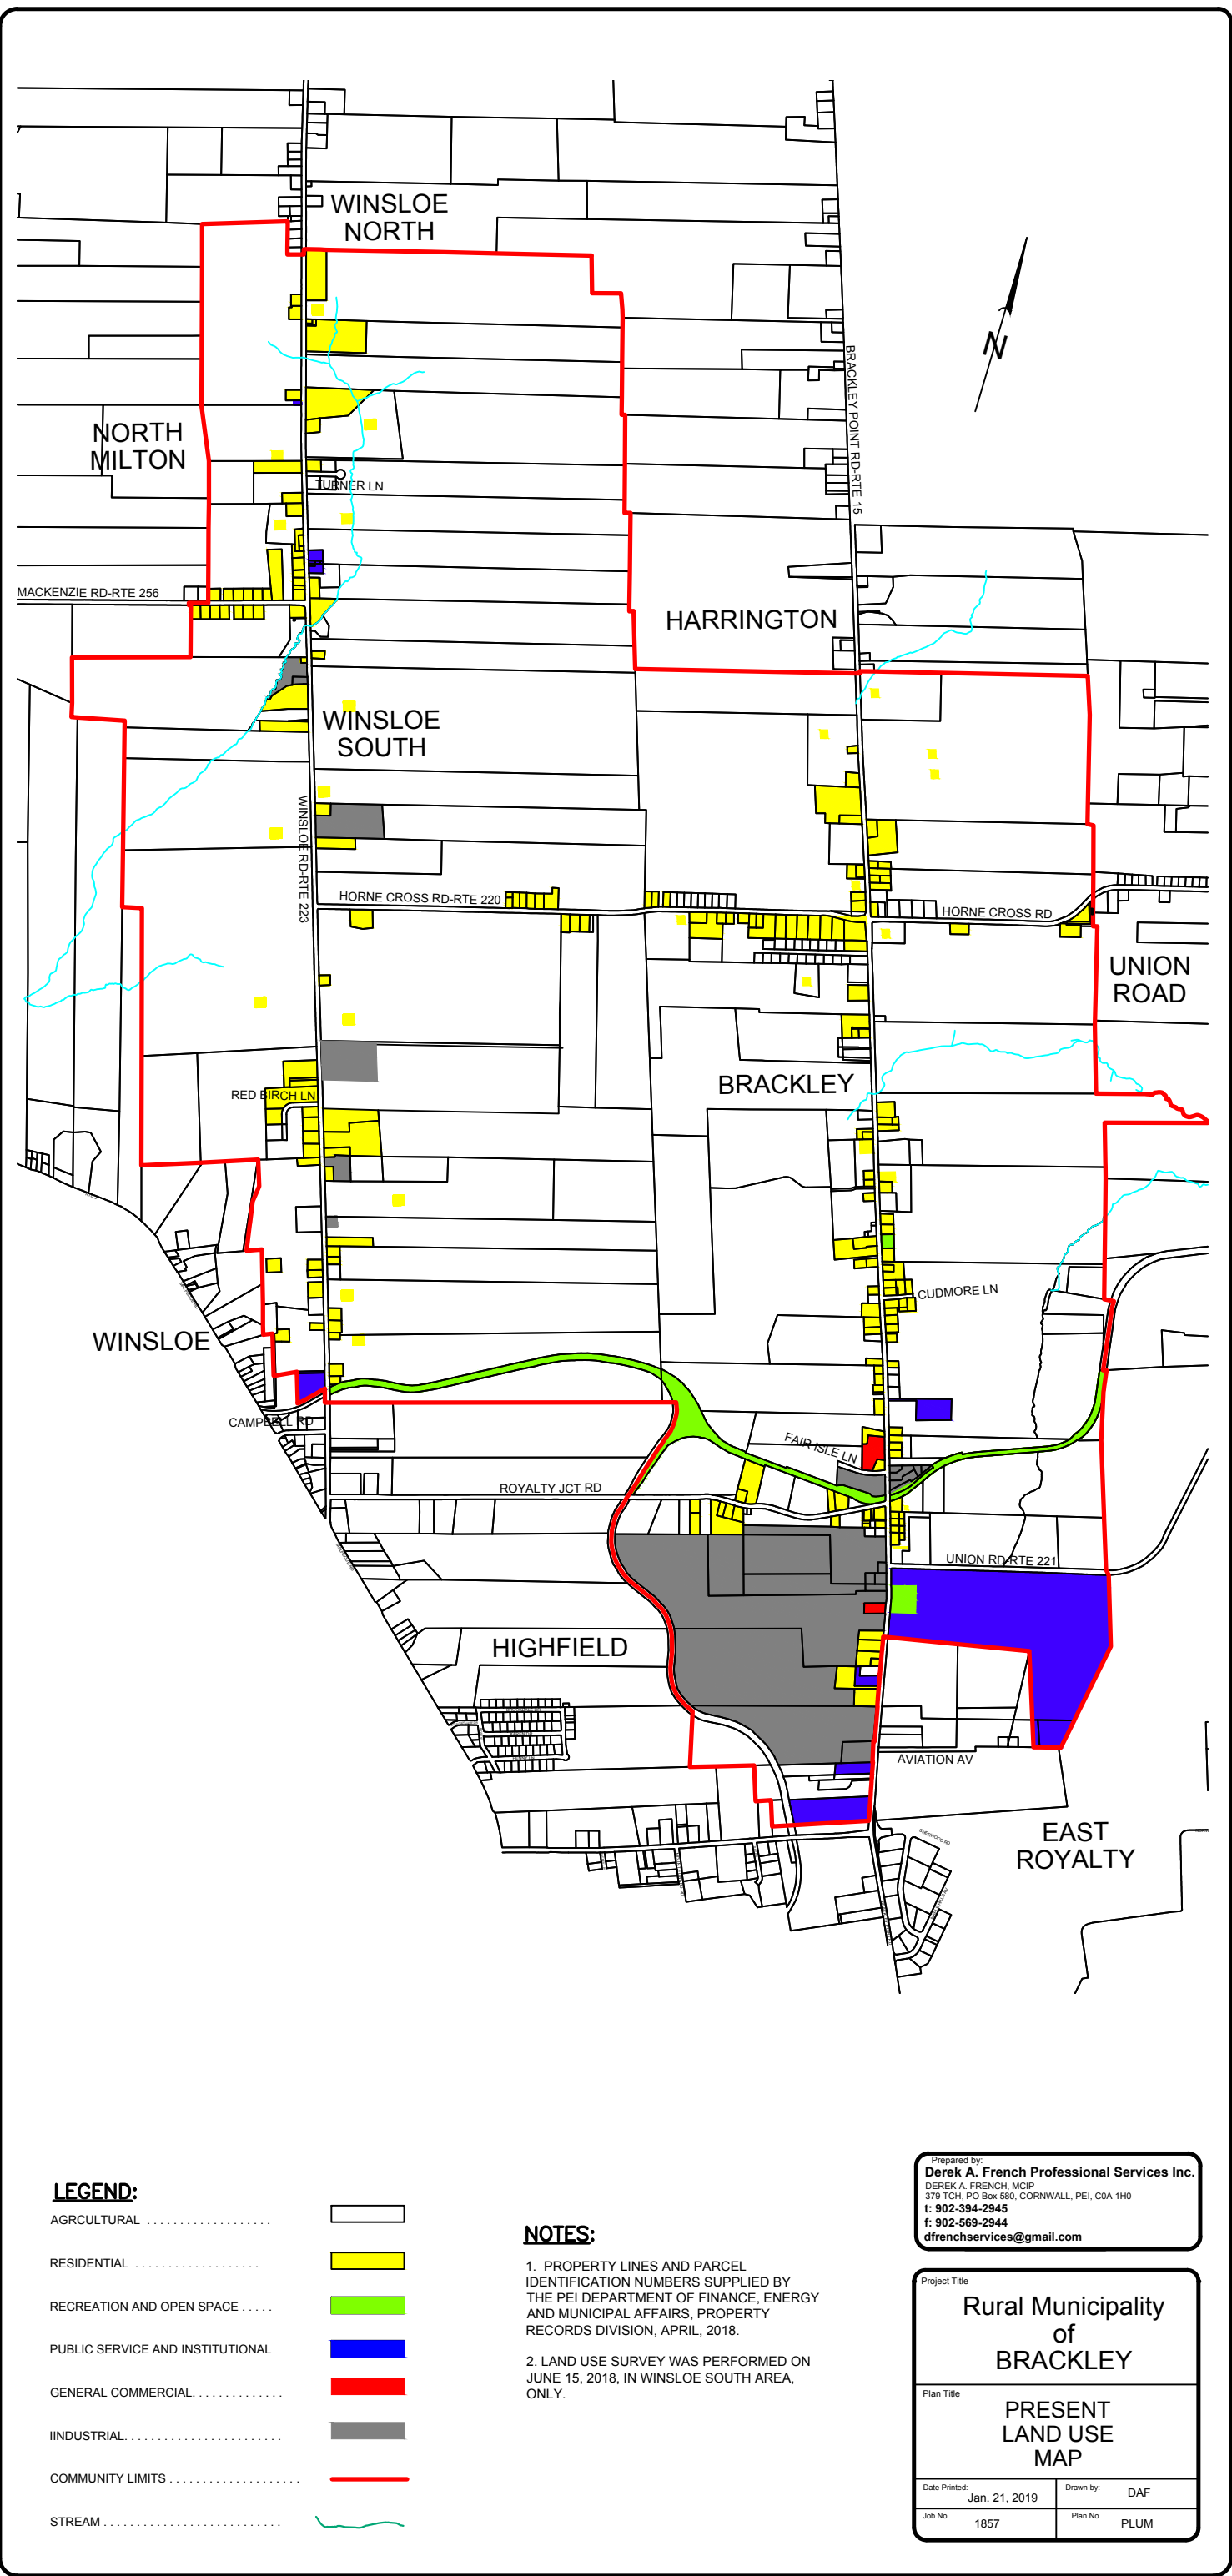 WINSLOE
NORTH
N
BRACKLEY POINT RD-RTE 15
NORTH
MILTON
TURNER LN
MACKENZIE RD-RTE 256
HARRINGTON
WINSLOE
SOUTH
WINSLOE RD-RTE 223
HORNE CROSS RD-RTE 220
HORNE CROSS RD
UNION
ROAD
BRACKLEY
RED BIRCH LN
CUDMORE LN
WINSLOE
CAMPBELL RD
FAIR ISLE LN
ROYALTY JCT RD
UNION RD-RTE 221
HIGHFIELD
AVIATION AV
EAST
ROYALTY
SHERWOOD RD
LEGEND:
AGRCULTURAL . . . . . . . . . . . . . . . . . . .
RESIDENTIAL . . . . . . . . . . . . . . . . . . .
RECREATION AND OPEN SPACE . . . . .
PUBLIC SERVICE AND INSTITUTIONAL
GENERAL COMMERCIAL. . . . . . . . . . . . . .
IINDUSTRIAL. . . . . . . . . . . . . . . . . . . . . . . .
COMMUNITY LIMITS . . . . . . . . . . . . . . . . . . . .
STREAM . . . . . . . . . . . . . . . . . . . . . . . . . . .
NOTES:
1. PROPERTY LINES AND PARCEL
IDENTIFICATION NUMBERS SUPPLIED BY
THE PEI DEPARTMENT OF FINANCE, ENERGY
AND MUNICIPAL AFFAIRS, PROPERTY
RECORDS DIVISION, APRIL, 2018.
2. LAND USE SURVEY WAS PERFORMED ON
JUNE 15, 2018, IN WINSLOE SOUTH AREA,
ONLY.
Prepared by:
Derek A. French Professional Services Inc.
DEREK A. FRENCH, MCIP
379 TCH, PO Box 580, CORNWALL, PEI, C0A 1H0
t: 902-394-2945
f: 902-569-2944
dfrenchservices@gmail.com
Project Title
Rural Municipality
of
BRACKLEY
Plan Title
PRESENT
LAND USE
MAP
Date Printed:
Jan. 21, 2019
Drawn by:
DAF
Job No.
1857
Plan No.
PLUM